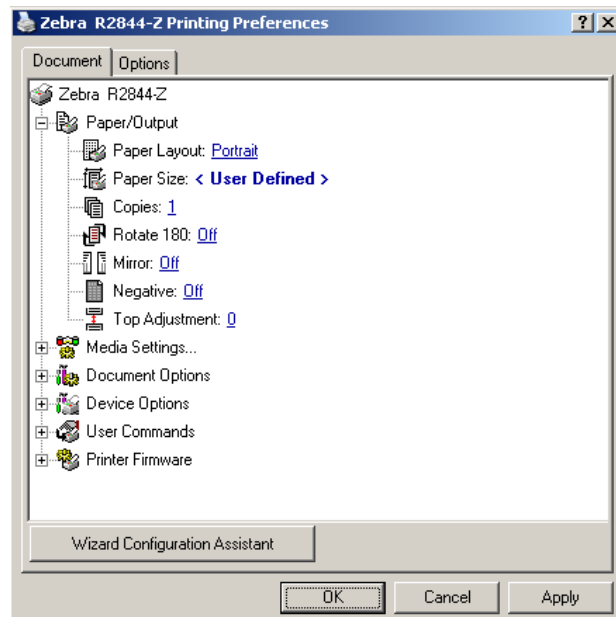 Zebra R2844-Z Printing Preferences
Document
Options
Zebra R2844-Z
Paper/Output
Paper Layout: Portrait
Paper Size: < User Defined >
Copies: 1
Rotate 180: Off
Mirror: Off
Negative: Off
Top Adjustment: 0
Media Settings...
Document Options
Device Options
User Commands
Printer Firmware
Wizard Configuration Assistant
OK
Cancel
Apply